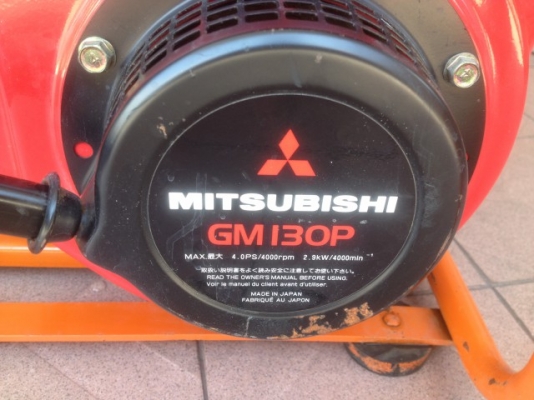 MITSUBISHI
GM130P
MAX.最大 4.0PS/4000rpm 2.9kW/4000min⁻¹
取扱い説明書をよく読み安全に注意してお使い下さい。
READ THE OWNER'S MANUAL BEFORE USING.
Voir le manuel du client avant d'utiliser.
MADE IN JAPAN
FABRIQUÉ AU JAPON